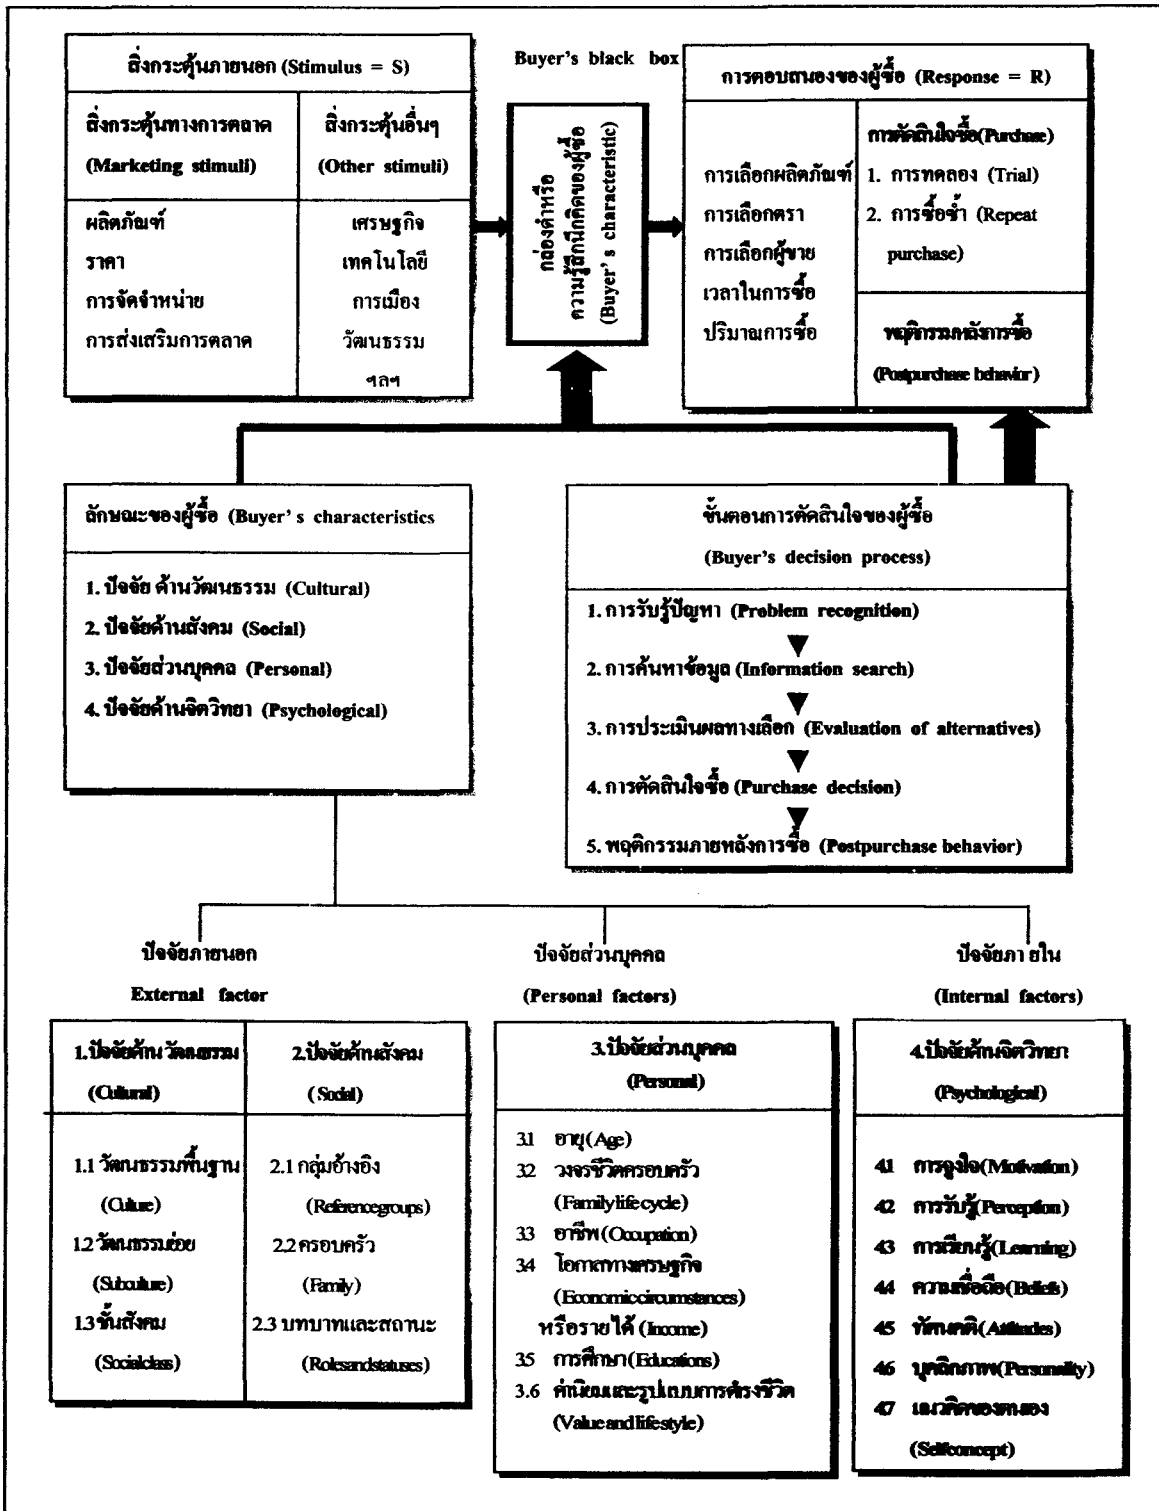 สิ่งกระตุ้นภายนอก (Stimulus = S)
สิ่งกระตุ้นทางการตลาด
(Marketing stimuli)
สิ่งกระตุ้นอื่นๆ
(Other stimuli)
ผลิตภัณฑ์
ราคา
การจัดจำหน่าย
การส่งเสริมการตลาด
เศรษฐกิจ
เทคโนโลยี
การเมือง
วัฒนธรรม
ฯลฯ
Buyer's black box
กล่องดำหรือ
ความรู้สึกนึกคิดของผู้ซื้อ
(Buyer's characteristic)
การตอบสนองของผู้ซื้อ (Response = R)
การเลือกผลิตภัณฑ์
การเลือกตรา
การเลือกผู้ขาย
เวลาในการซื้อ
ปริมาณการซื้อ
การตัดสินใจซื้อ(Purchase)
1. การทดลอง (Trial)
2. การซื้อซ้ำ (Repeat
purchase)
พฤติกรรมหลังการซื้อ
(Postpurchase behavior)
ลักษณะของผู้ซื้อ (Buyer's characteristics
1. ปัจจัย ด้านวัฒนธรรม (Cultural)
2. ปัจจัยด้านสังคม (Social)
3. ปัจจัยส่วนบุคคล (Personal)
4. ปัจจัยด้านจิตวิทยา (Psychological)
ขั้นตอนการตัดสินใจของผู้ซื้อ
(Buyer's decision process)
1. การรับรู้ปัญหา (Problem recognition)
2. การค้นหาข้อมูล (Information search)
3. การประเมินผลทางเลือก (Evaluation of alternatives)
4. การตัดสินใจซื้อ (Purchase decision)
5. พฤติกรรมภายหลังการซื้อ (Postpurchase behavior)
ปัจจัยภายนอก
External factor
1.ปัจจัยด้านวัฒนธรรม
(Cultural)
2.ปัจจัยด้านสังคม
(Social)
1.1 วัฒนธรรมพื้นฐาน
(Culture)
1.2 วัฒนธรรมย่อย
(Subculture)
1.3 ชั้นสังคม
(Socialclass)
2.1 กลุ่มอ้างอิง
(Referencegroups)
2.2 ครอบครัว
(Family)
2.3 บทบาทและสถานะ
(Rolesandstatuses)
ปัจจัยส่วนบุคคล
(Personal factors)
3.ปัจจัยส่วนบุคคล
(Personal)
3.1 อายุ(Age)
3.2 วงจรชีวิตครอบครัว
(Family life cycle)
3.3 อาชีพ(Occupation)
3.4 โอกาสทางเศรษฐกิจ
(Economic circumstances)
หรือรายได้ (Income)
3.5 การศึกษา(Educations)
3.6 ค่านิยมและรูปแบบการดำรงชีวิต
(Value and lifestyle)
ปัจจัยภายใน
(Internal factors)
4.ปัจจัยด้านจิตวิทยา
(Psychological)
4.1 การจูงใจ(Motivation)
4.2 การรับรู้(Perception)
4.3 การเรียนรู้(Learning)
4.4 ความเชื่อถือ(Beliefs)
4.5 ทัศนคติ(Attitudes)
4.6 บุคลิกภาพ(Personality)
4.7 แนวคิดของตนเอง
(Selfconcept)